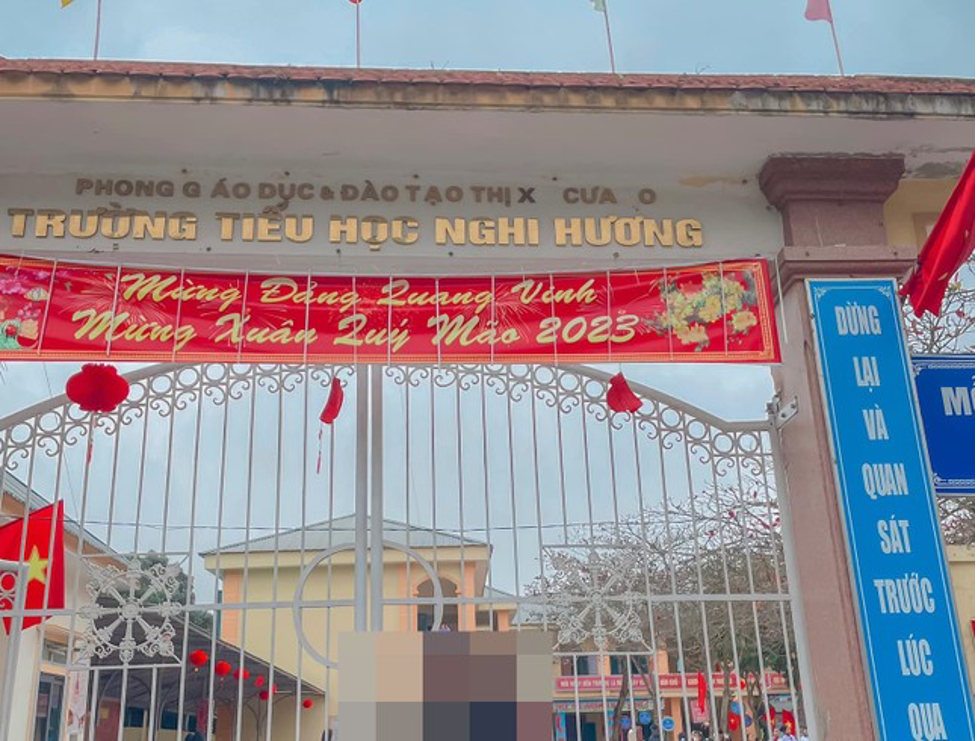 PHONG G ÁO DỤC & ĐÀO TẠO THỊ X CƯA O
TRƯỜNG TIỂU HỌC NGHI HƯƠNG
Mừng Đảng Quang Vinh
Mừng Xuân Quý Mão 2023
DỪNG
LẠI
VÀ
QUAN
SÁT
TRƯỚC
LÚC
QUA